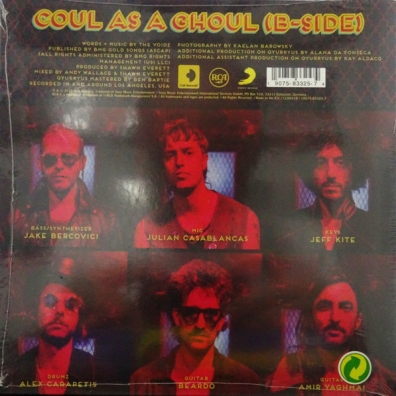 COUL AS A GHOUL (B-SIDE)
WORDS + MUSIC BY THE VOIDZ
PUBLISHED BY BMG GOLD SONGS (ASCAP)
(ALL RIGHTS ADMINISTERED BY BMG RIGHTS
MANAGEMENT (US) LLC)
PRODUCED BY SHAWN EVERETT
MIXED BY ANDY WALLACE & SHAWN EVERETT
QYURRYUS MASTERED BY BEN BAPTIE
RECORDED IN AND AROUND LOS ANGELES, USA
PHOTOGRAPHY BY KAELAN BAROWSKY
ADDITIONAL PRODUCTION ON QYURRYUS BY ALANA DA FONSECA
ADDITIONAL ASSISTANT PRODUCTION ON QYURRYUS BY RAY ALDACO
RCA
BASS/SYNTHESIZER
JAKE BERCOVICI
MIC
JULIAN CASABLANCAS
KEYS
JEFF KITE
DRUMZ
ALEX CARAPETIS
GUITAR
BEARDO
GUITAR
AMIR YAGHMAI